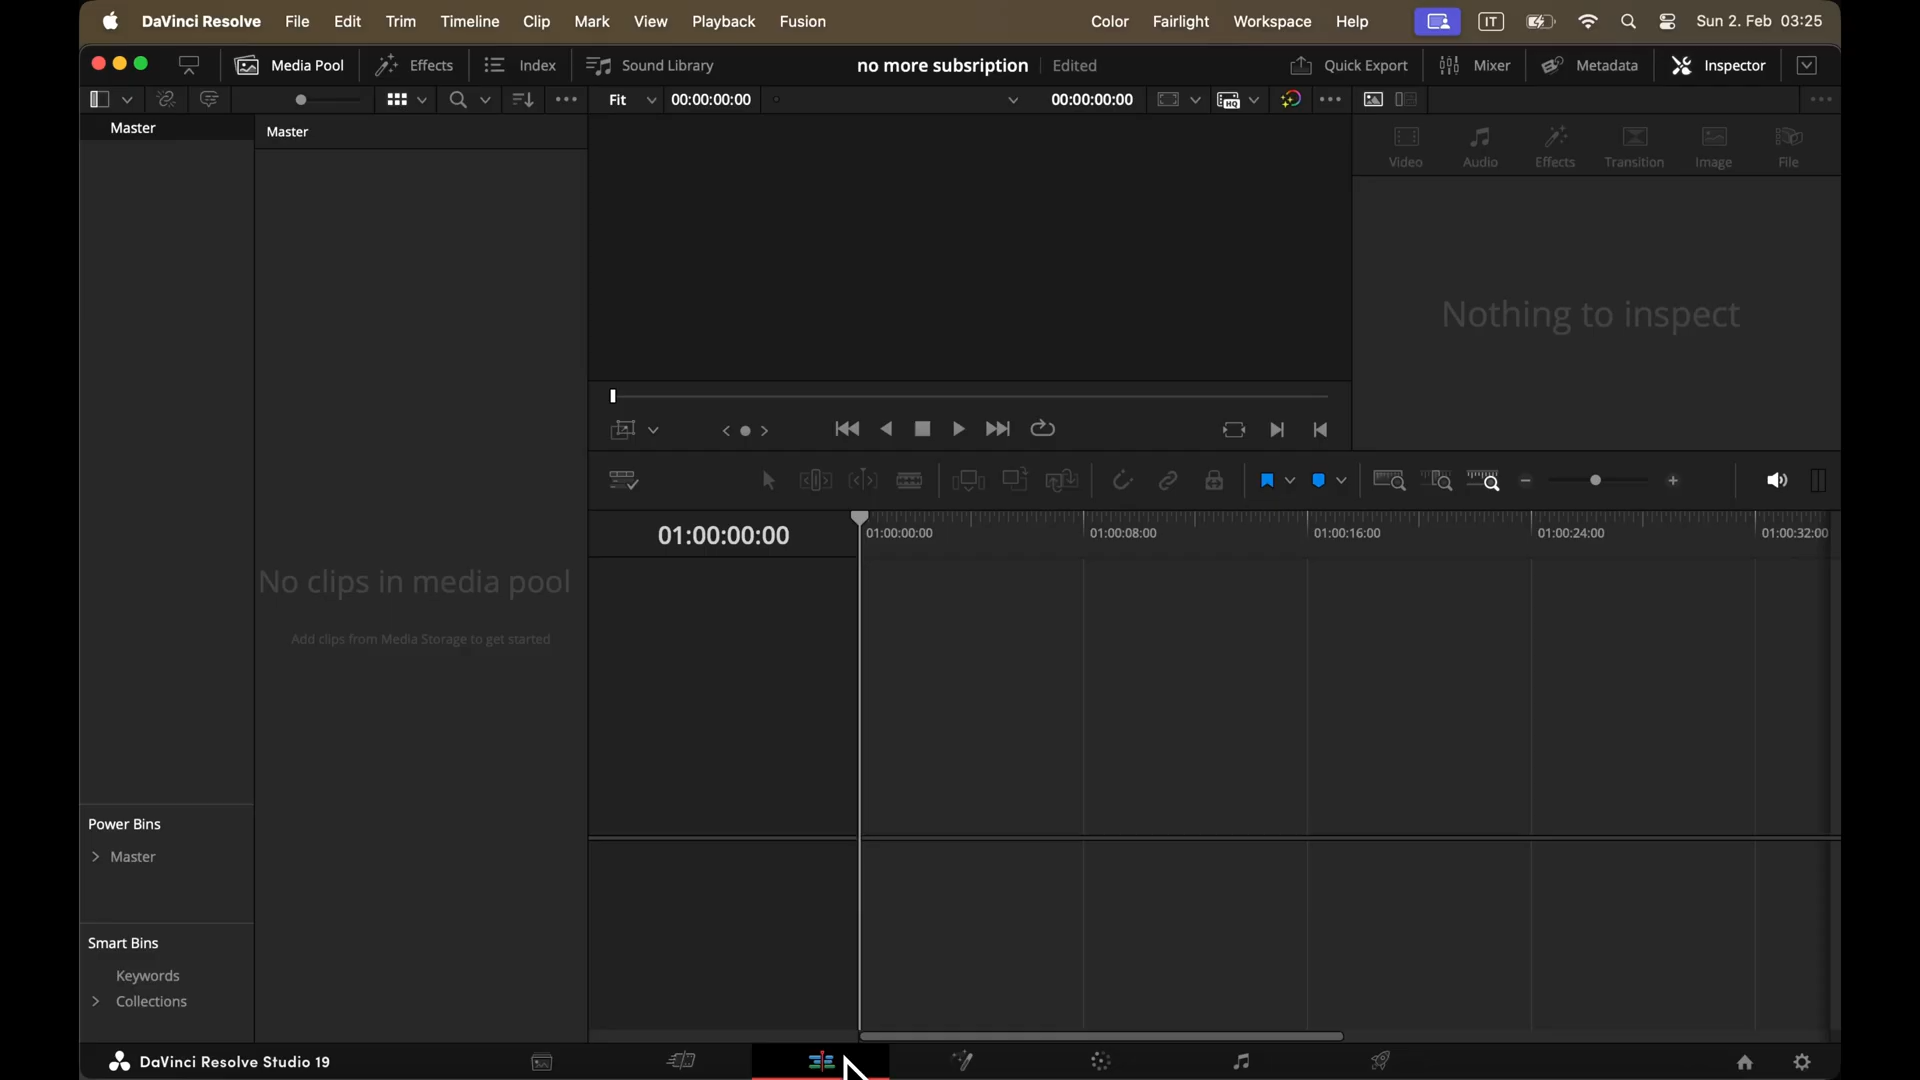 DaVinci Resolve File Edit Trim Timeline Clip Mark View Playback Fusion Color Fairlight Workspace Help IT Sun 2. Feb 03:25
Media Pool Effects Index Sound Library no more subsription Edited Quick Export Mixer Metadata Inspector
Fit 00:00:00:00 00:00:00:00 HQ
Master
Master
Video Audio Effects Transition Image File
Nothing to inspect
01:00:00:00
01:00:00:00 01:00:08:00 01:00:16:00 01:00:24:00 01:00:32:00
No clips in media pool
Add clips from Media Storage to get started
Power Bins
Master
Smart Bins
Keywords
Collections
DaVinci Resolve Studio 19